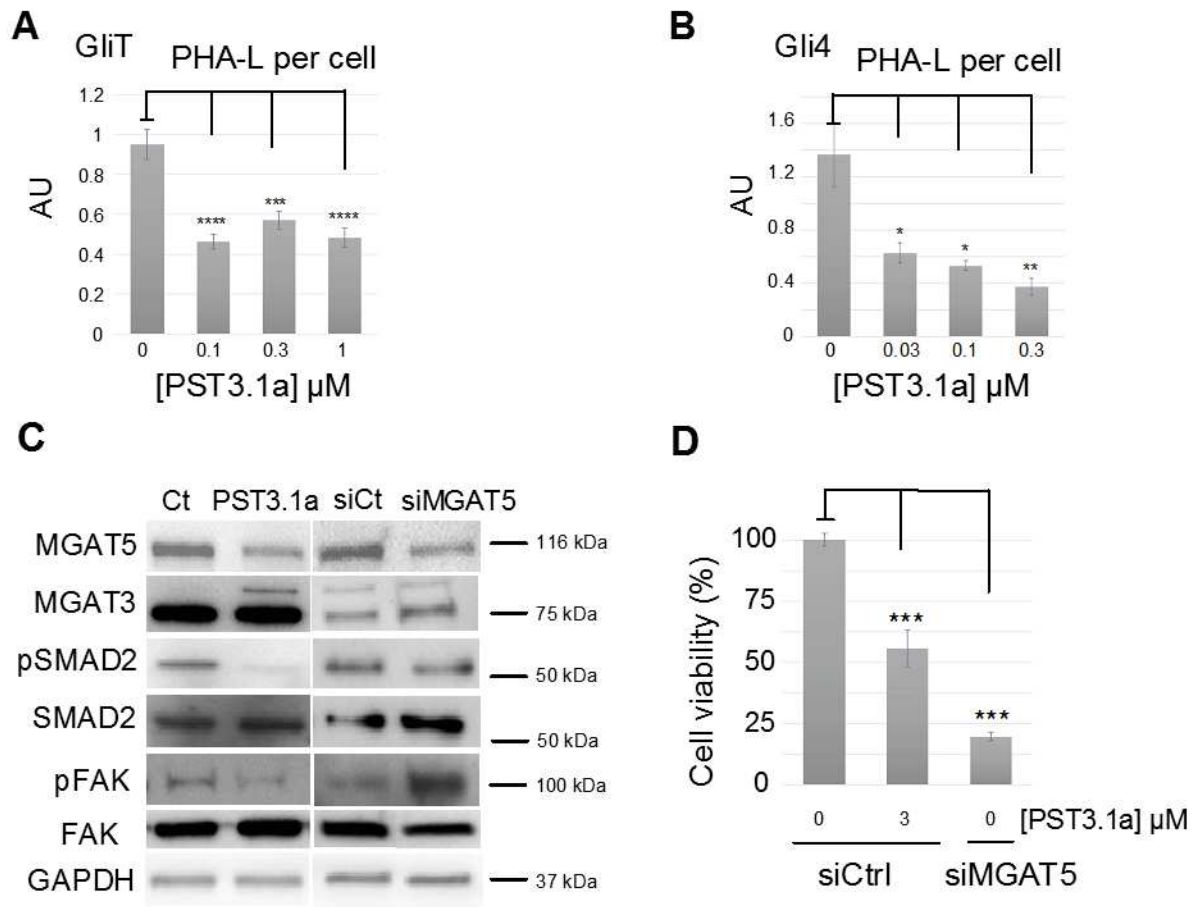 A
GliT
PHA-L per cell
1.2
1
0.8
0.6
0.4
0.2
0
AU
****
***
****
0 0.1 0.3 1
[PST3.1a] µM
B
Gli4
PHA-L per cell
1.6
1.2
0.8
0.4
0
AU
*
*
**
0 0.03 0.1 0.3
[PST3.1a] µM
C
Ct PST3.1a siCt siMGAT5
MGAT5 116 kDa
MGAT3 75 kDa
pSMAD2 50 kDa
SMAD2 50 kDa
pFAK 100 kDa
FAK
GAPDH 37 kDa
D
Cell viability (%)
100
75
50
25
0
***
***
0 3 0 [PST3.1a] µM
siCtrl siMGAT5